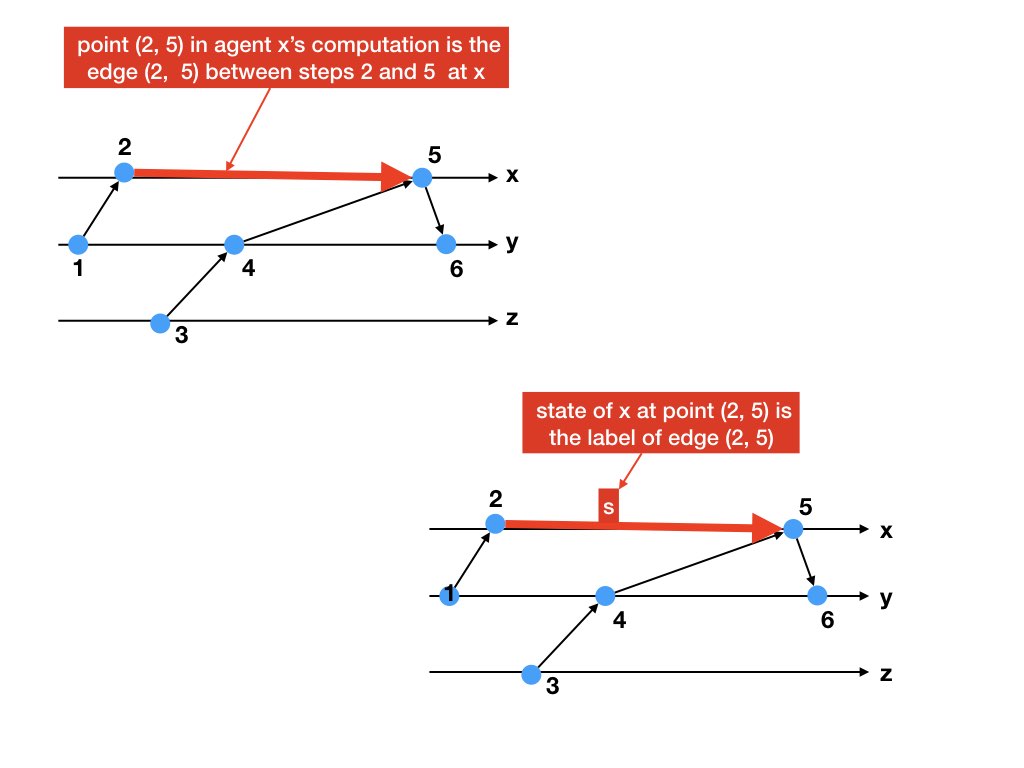 point (2, 5) in agent x's computation is the
edge (2, 5) between steps 2 and 5 at x
2
5
x
y
1
4
6
z
3
state of x at point (2, 5) is
the label of edge (2, 5)
2
s
5
x
1
y
4
6
z
3